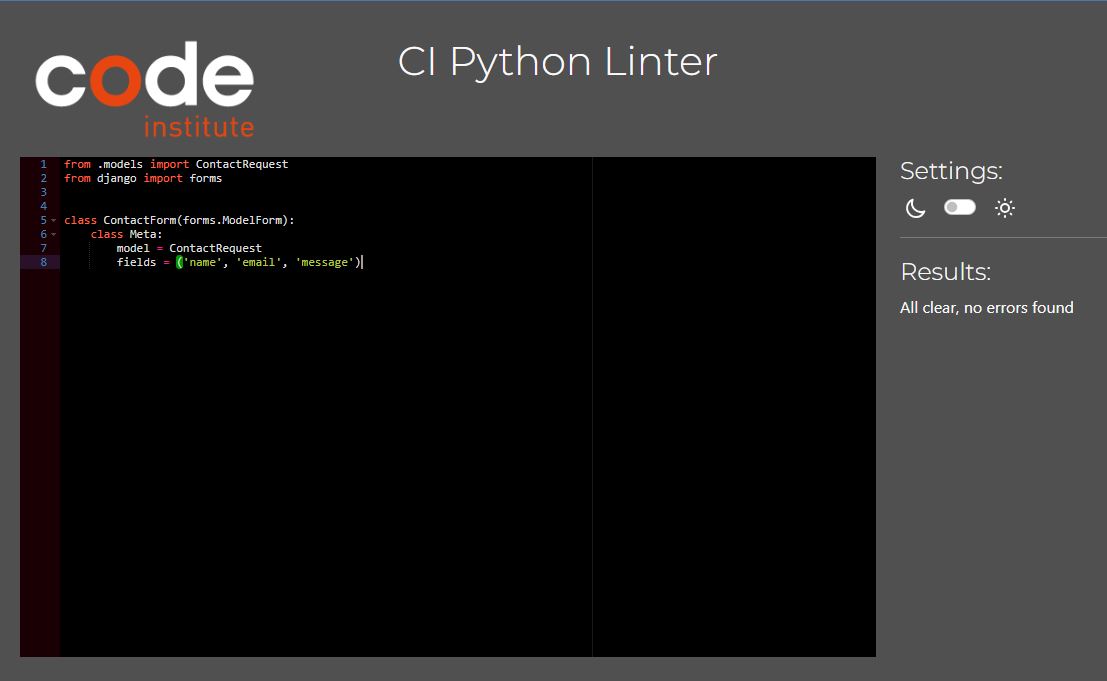 code
institute
CI Python Linter
1 from .models import ContactRequest
2 from django import forms
3
4
5 class ContactForm(forms.ModelForm):
6     class Meta:
7         model = ContactRequest
8         fields = ('name', 'email', 'message')
Settings:
Results:
All clear, no errors found